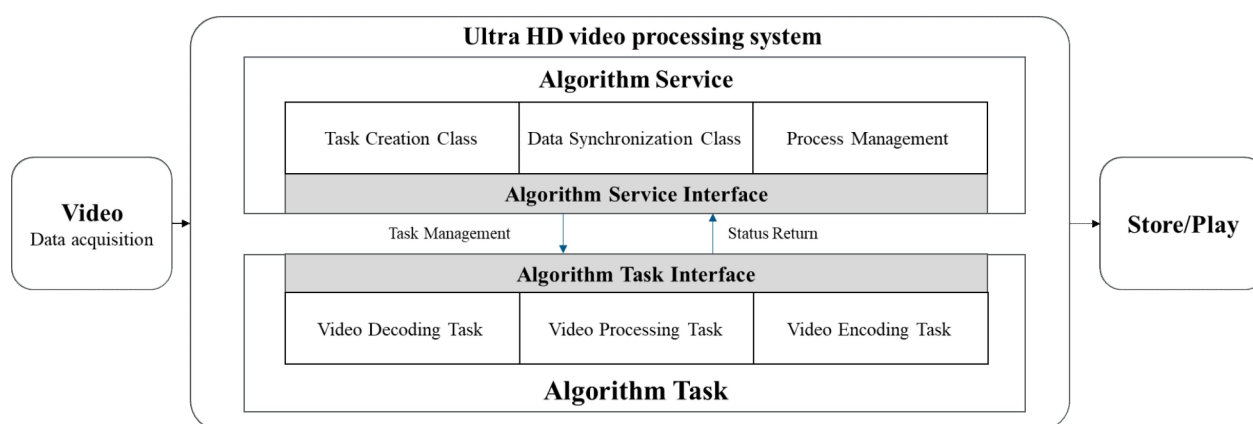 Ultra HD video processing system
Algorithm Service
Task Creation Class
Data Synchronization Class
Process Management
Algorithm Service Interface
Video
Data acquisition
Task Management
Status Return
Store/Play
Algorithm Task Interface
Video Decoding Task
Video Processing Task
Video Encoding Task
Algorithm Task